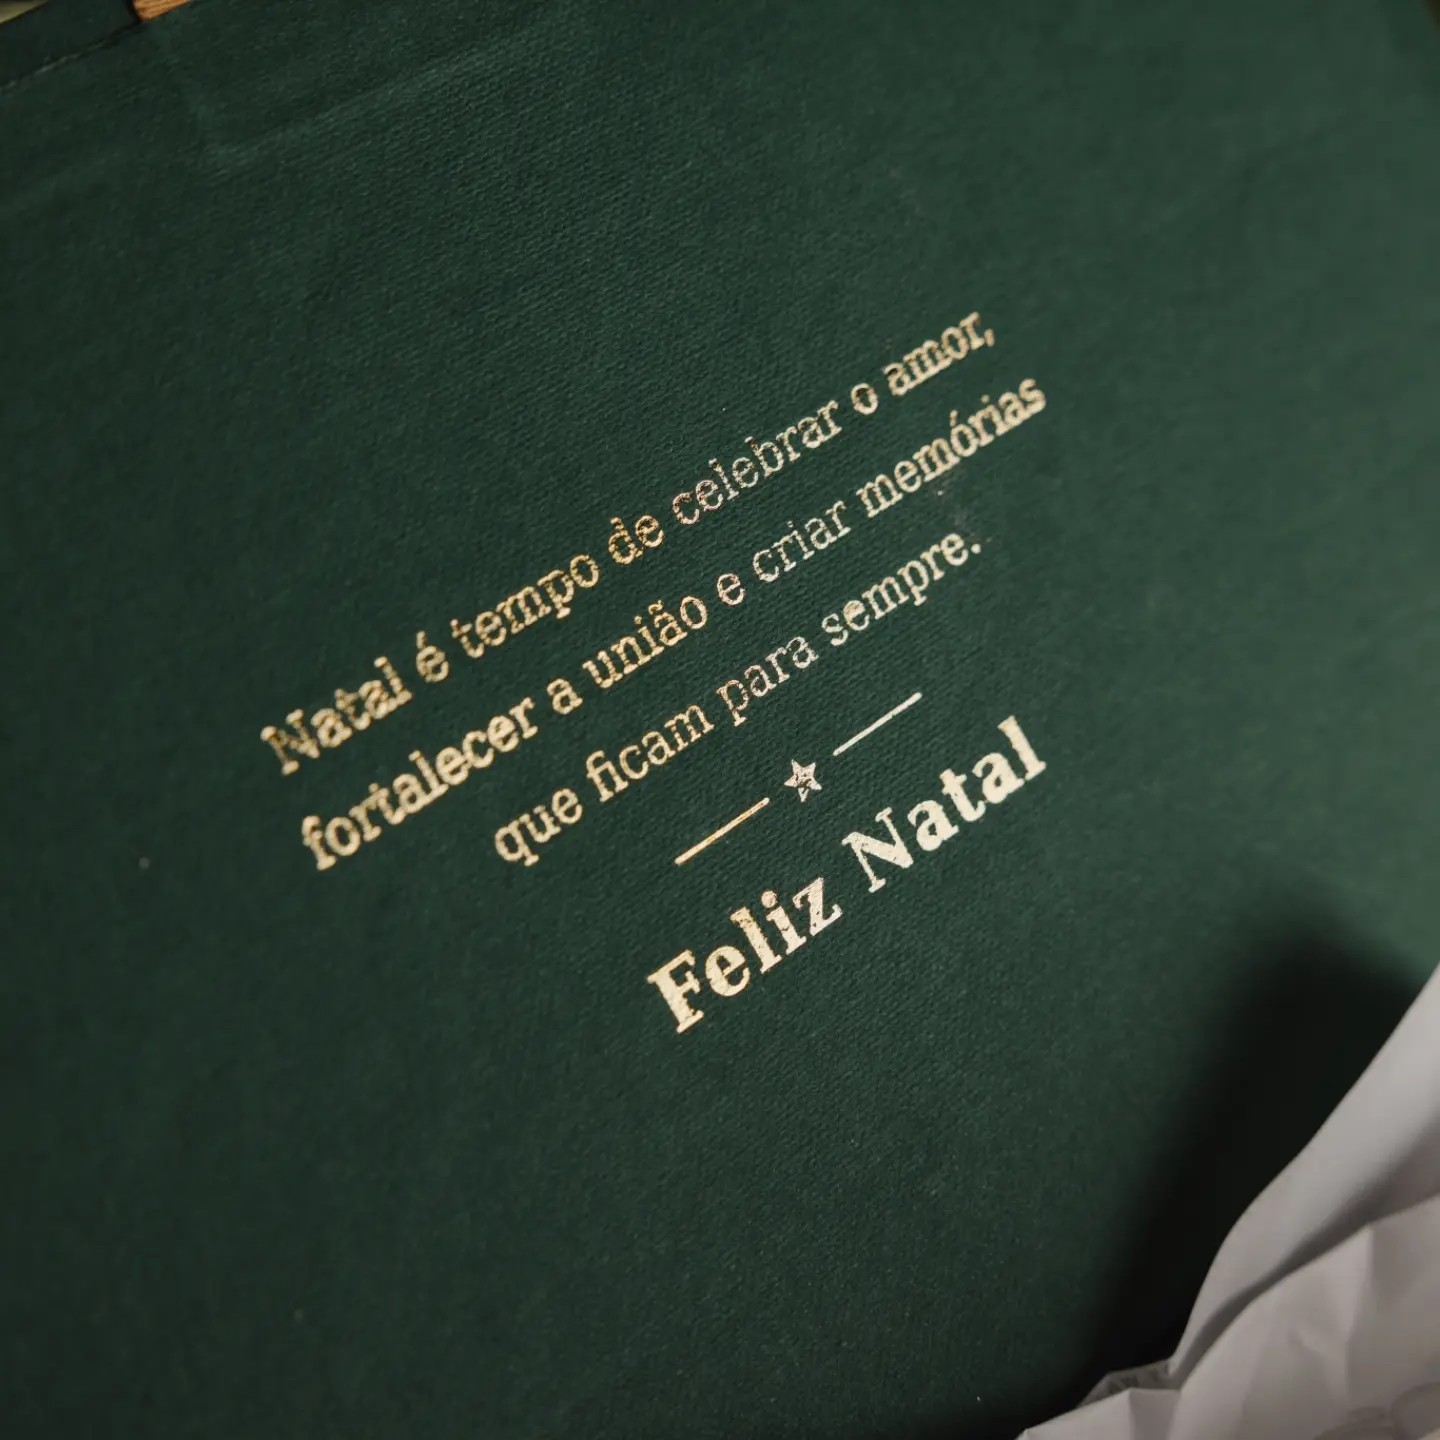 Natal é tempo de celebrar o amor,
fortalecer a união e criar memórias
que ficam para sempre.
Feliz Natal